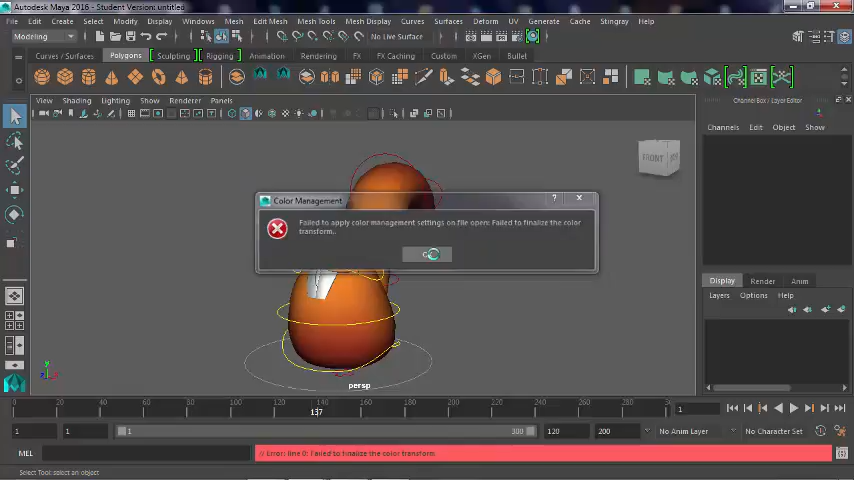 Autodesk Maya 2016 - Student Version: untitled
File Edit Create Select Modify Display Windows Mesh Edit Mesh Mesh Tools Mesh Display Curves Surfaces Deform UV Generate Cache Stingray Help
Modeling No Live Surface
Curves / Surfaces Polygons Sculpting Rigging Animation Rendering FX FX Caching Custom XGen Bullet
View Shading Lighting Show Renderer Panels
Channel Box / Layer Editor
Channels Edit Object Show
FRONT
Color Management
Failed to apply color management settings on file open: Failed to finalize the color
transform..
persp
Display Render Anim
Layers Options Help
0 20 40 60 80 100 120 140 160 180 200 220 240 260 280 1
137
1 1 1 300 120 200 No Anim Layer No Character Set
MEL // Error: line 0: Failed to finalize the color transform.
Select Tool: select an object